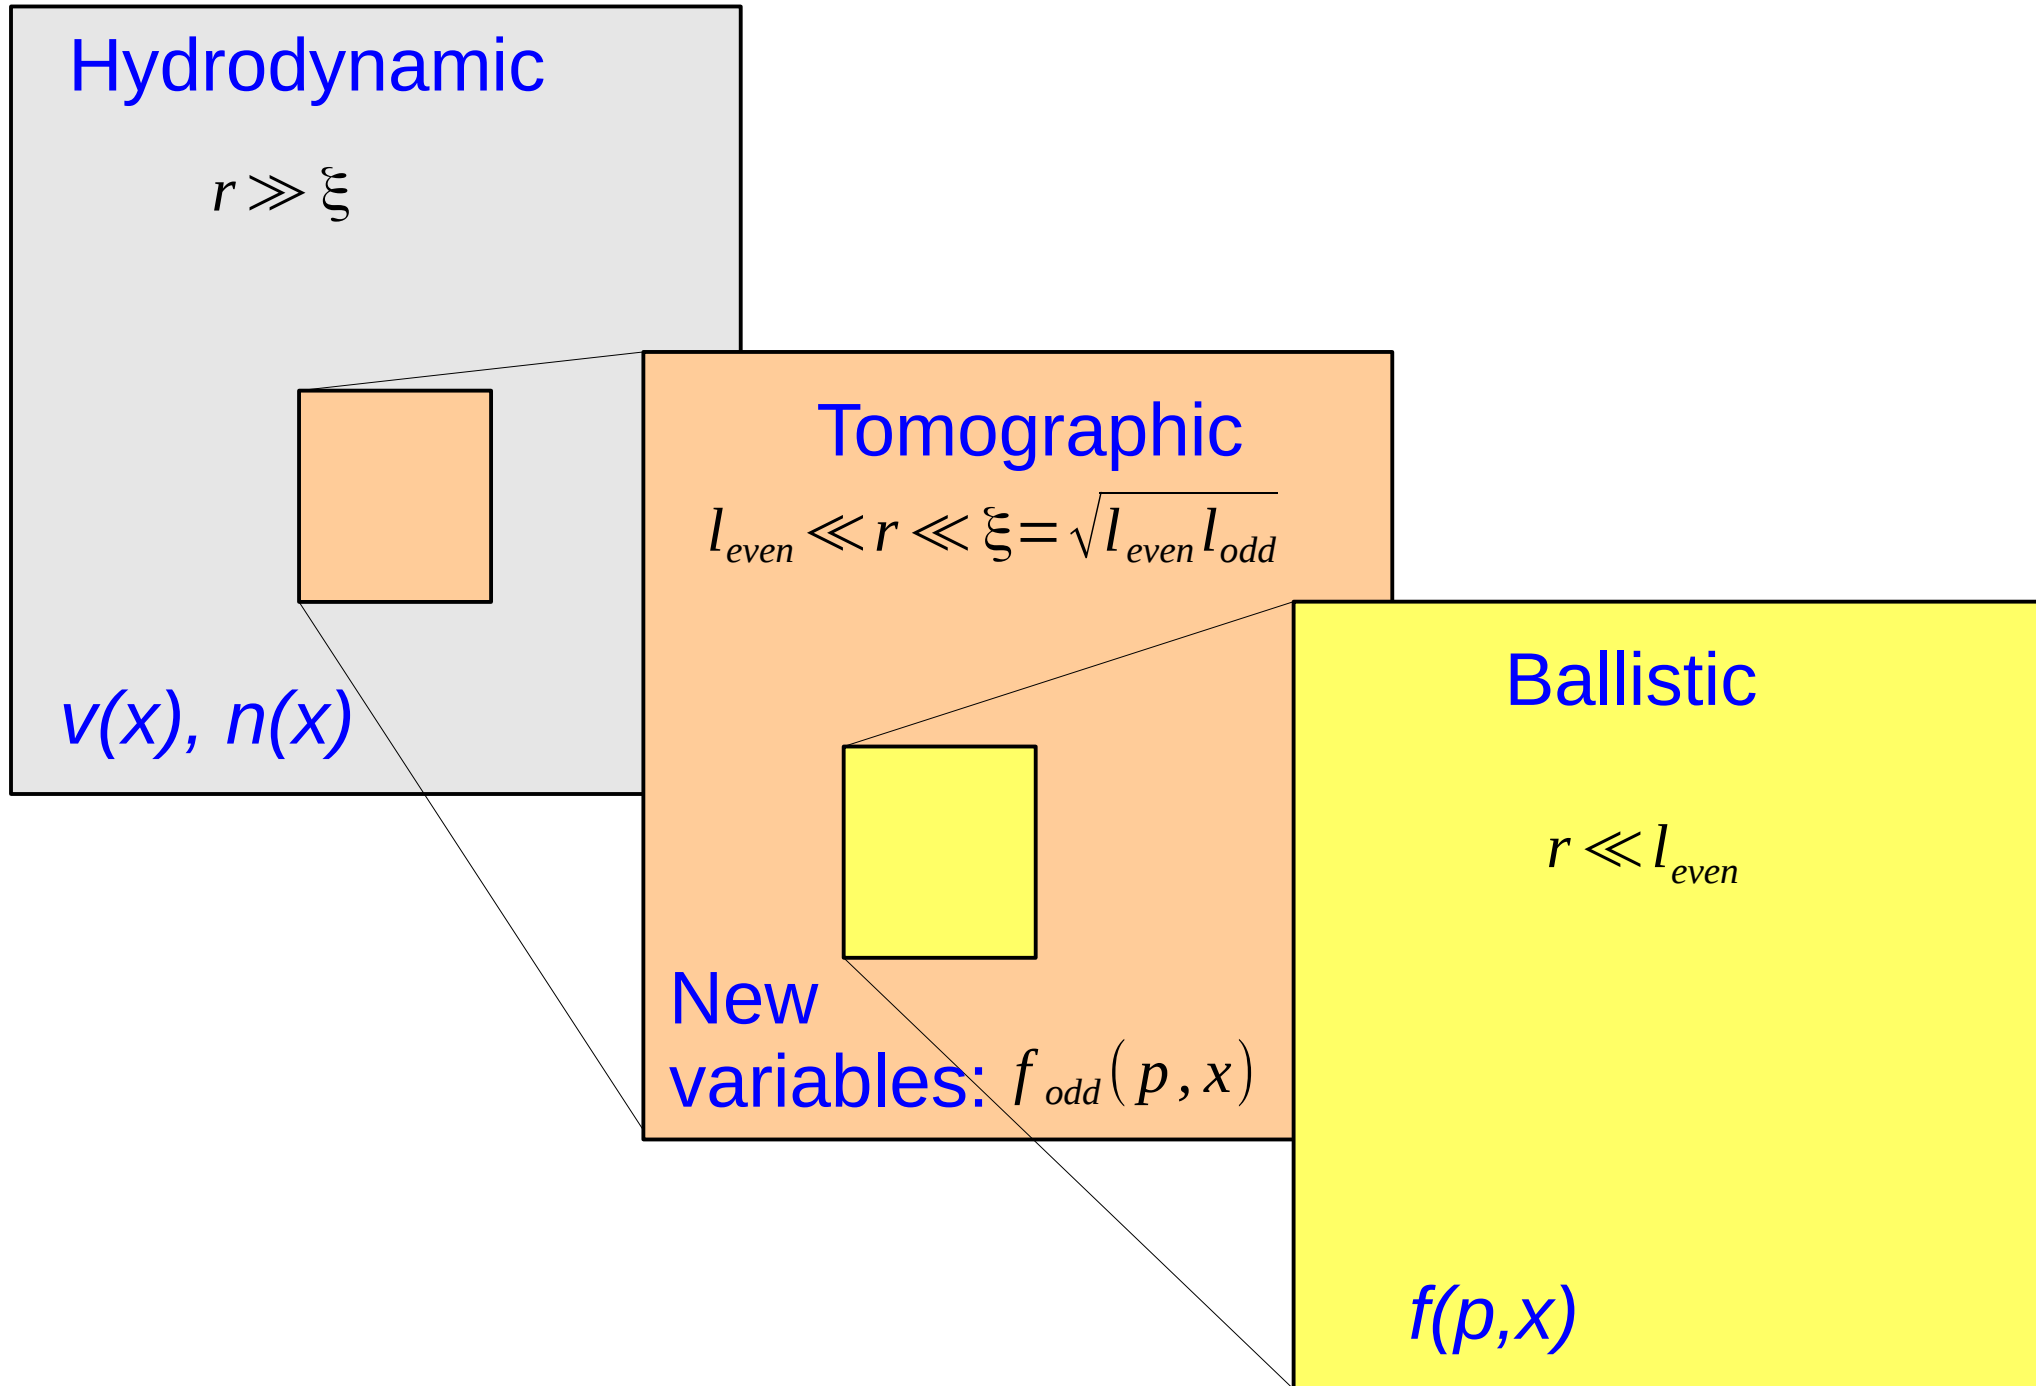 Hydrodynamic
r ≫ ξ
v(x), n(x)
Tomographic
l_even ≪ r ≪ ξ = √(l_even l_odd)
New
variables: f_odd(p, x)
Ballistic
r ≪ l_even
f(p,x)